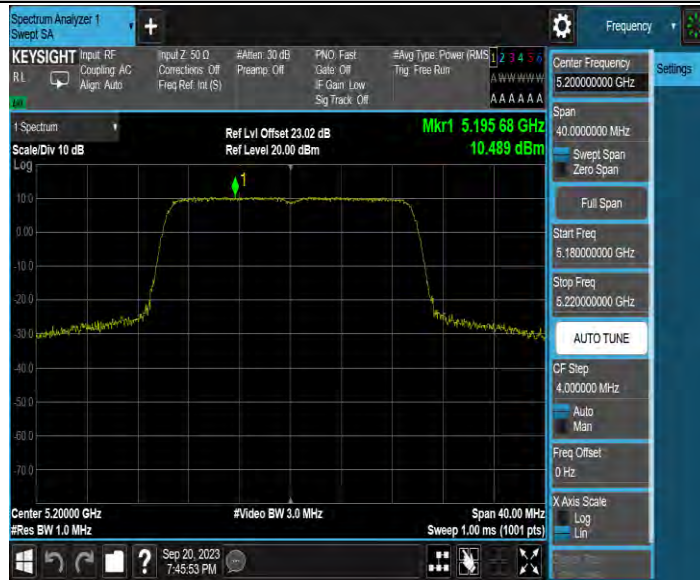 Spectrum Analyzer 1
Swept SA
+
Frequency
KEYSIGHT
RL
Input: RF
Coupling: AC
Align: Auto
Input Z: 50 Ω
Corrections: Off
Freq Ref: Int (S)
#Atten: 30 dB
Preamp: Off
PNO: Fast
Gate: Off
IF Gain: Low
Sig Track: Off
#Avg Type: Power (RMS
Trig: Free Run
1 2 3 4 5 6
A W W W W W
A A A A A A
Center Frequency
5.200000000 GHz
Settings
Span
40.0000000 MHz
Swept Span
Zero Span
Full Span
Start Freq
5.180000000 GHz
Stop Freq
5.220000000 GHz
AUTO TUNE
CF Step
4.000000 MHz
Auto
Man
Freq Offset
0 Hz
X Axis Scale
Log
Lin
1 Spectrum
Scale/Div 10 dB
Log
Ref Lvl Offset 23.02 dB
Ref Level 20.00 dBm
Mkr1 5.195 68 GHz
10.489 dBm
1
10.0
0.00
-10.0
-20.0
-30.0
-40.0
-50.0
-60.0
-70.0
Center 5.20000 GHz
#Res BW 1.0 MHz
#Video BW 3.0 MHz
Span 40.00 MHz
Sweep 1.00 ms (1001 pts)
?
Sep 20, 2023
7:45:53 PM